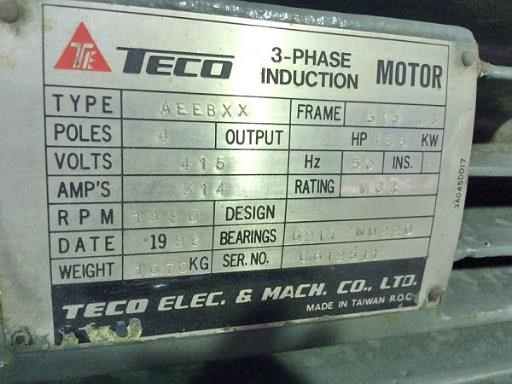 TECO 3-PHASE INDUCTION MOTOR
TYPE AEEBXX FRAME
POLES 4 OUTPUT HP KW
VOLTS 415 Hz 50 INS.
AMP'S 314 RATING
RPM DESIGN
DATE 19 BEARINGS 6217
WEIGHT KG SER. NO.
TECO ELEC. & MACH. CO., LTD.
MADE IN TAIWAN R.O.C.
3A045D017